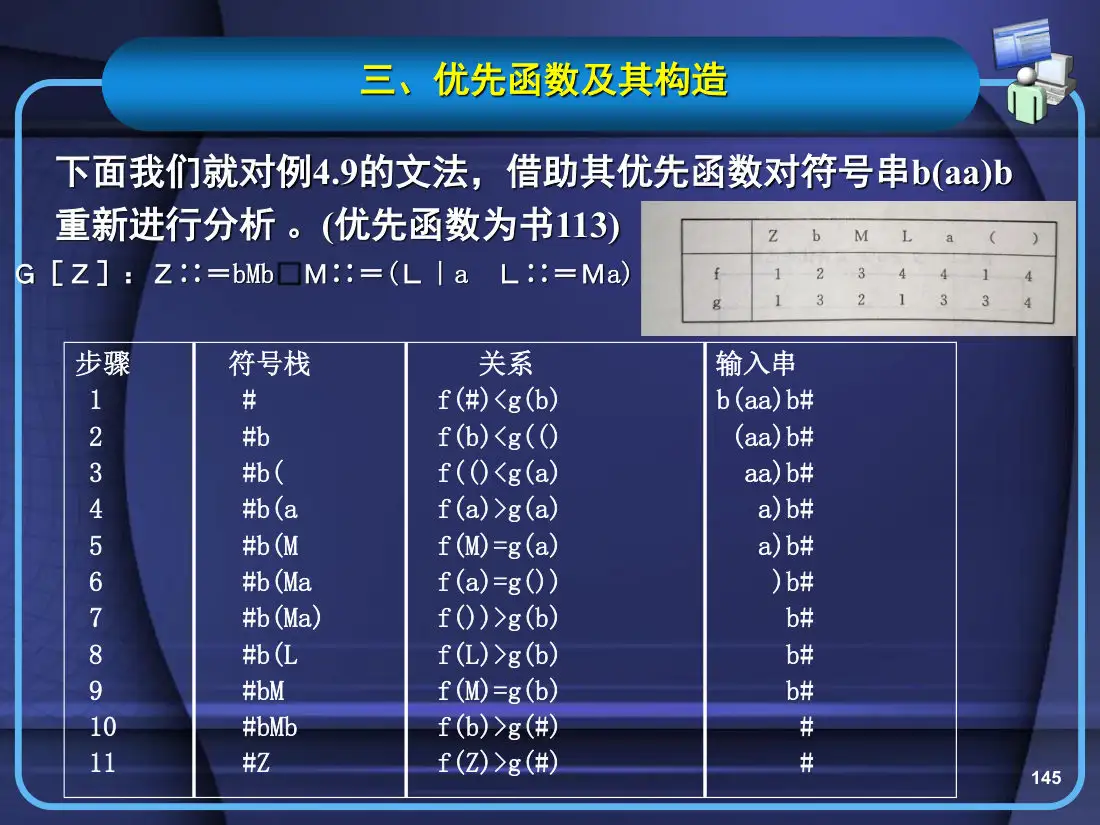 三、优先函数及其构造
下面我们就对例4.9的文法，借助其优先函数对符号串b(aa)b
重新进行分析 。(优先函数为书113)
G［Z］：Z∷＝bMb□M∷＝(L｜a　L∷＝Ma)
Z b M L a ( )
f 1 2 3 4 4 1 4
g 1 3 2 1 3 3 4
步骤 符号栈 关系 输入串
1 # f(#)<g(b) b(aa)b#
2 #b f(b)<g(() (aa)b#
3 #b( f(()<g(a) aa)b#
4 #b(a f(a)>g(a) a)b#
5 #b(M f(M)=g(a) a)b#
6 #b(Ma f(a)=g()) )b#
7 #b(Ma) f())>g(b) b#
8 #b(L f(L)>g(b) b#
9 #bM f(M)=g(b) b#
10 #bMb f(b)>g(#) #
11 #Z f(Z)>g(#) #
145